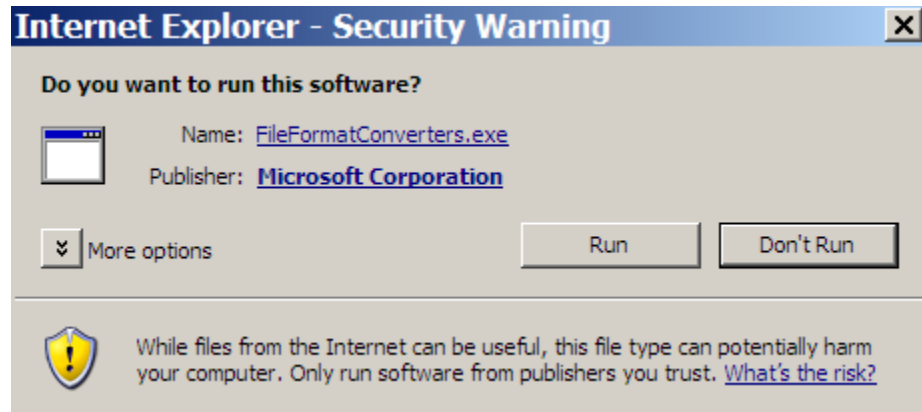 Internet Explorer - Security Warning
Do you want to run this software?
Name: FileFormatConverters.exe
Publisher: Microsoft Corporation
More options
Run
Don't Run
While files from the Internet can be useful, this file type can potentially harm
your computer. Only run software from publishers you trust. What's the risk?